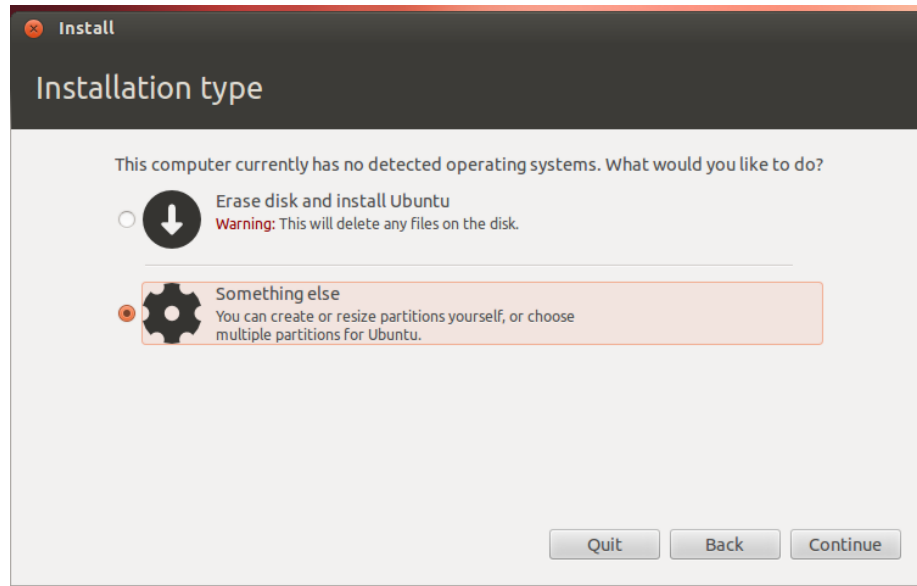 Install
Installation type
This computer currently has no detected operating systems. What would you like to do?
Erase disk and install Ubuntu
Warning: This will delete any files on the disk.
Something else
You can create or resize partitions yourself, or choose
multiple partitions for Ubuntu.
Quit Back Continue